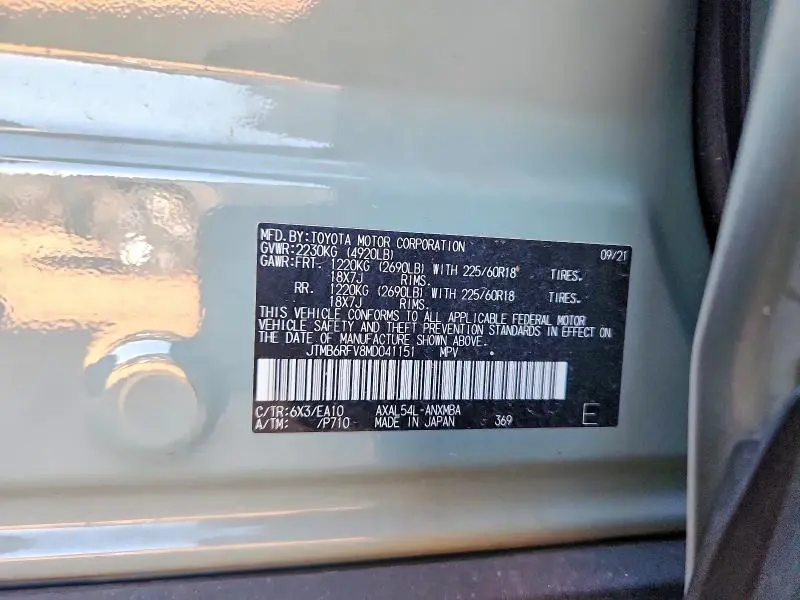 MFD. BY: TOYOTA MOTOR CORPORATION 09/21
GVWR: 2230KG (4920LB)
GAWR: FRT. 1220KG (2690LB) WITH 225/60R18 TIRES.
18X7J RIMS.
RR. 1220KG (2690LB) WITH 225/60R18 TIRES.
18X7J RIMS.
THIS VEHICLE CONFORMS TO ALL APPLICABLE FEDERAL MOTOR
VEHICLE SAFETY AND THEFT PREVENTION STANDARDS IN EFFECT ON
THE DATE OF MANUFACTURE SHOWN ABOVE.
JTMB6RFV8MD041151 MPV
C/TR: 6X3/EA10 AXAL54L-ANXMBA
A/TM: /P710 MADE IN JAPAN 369 E